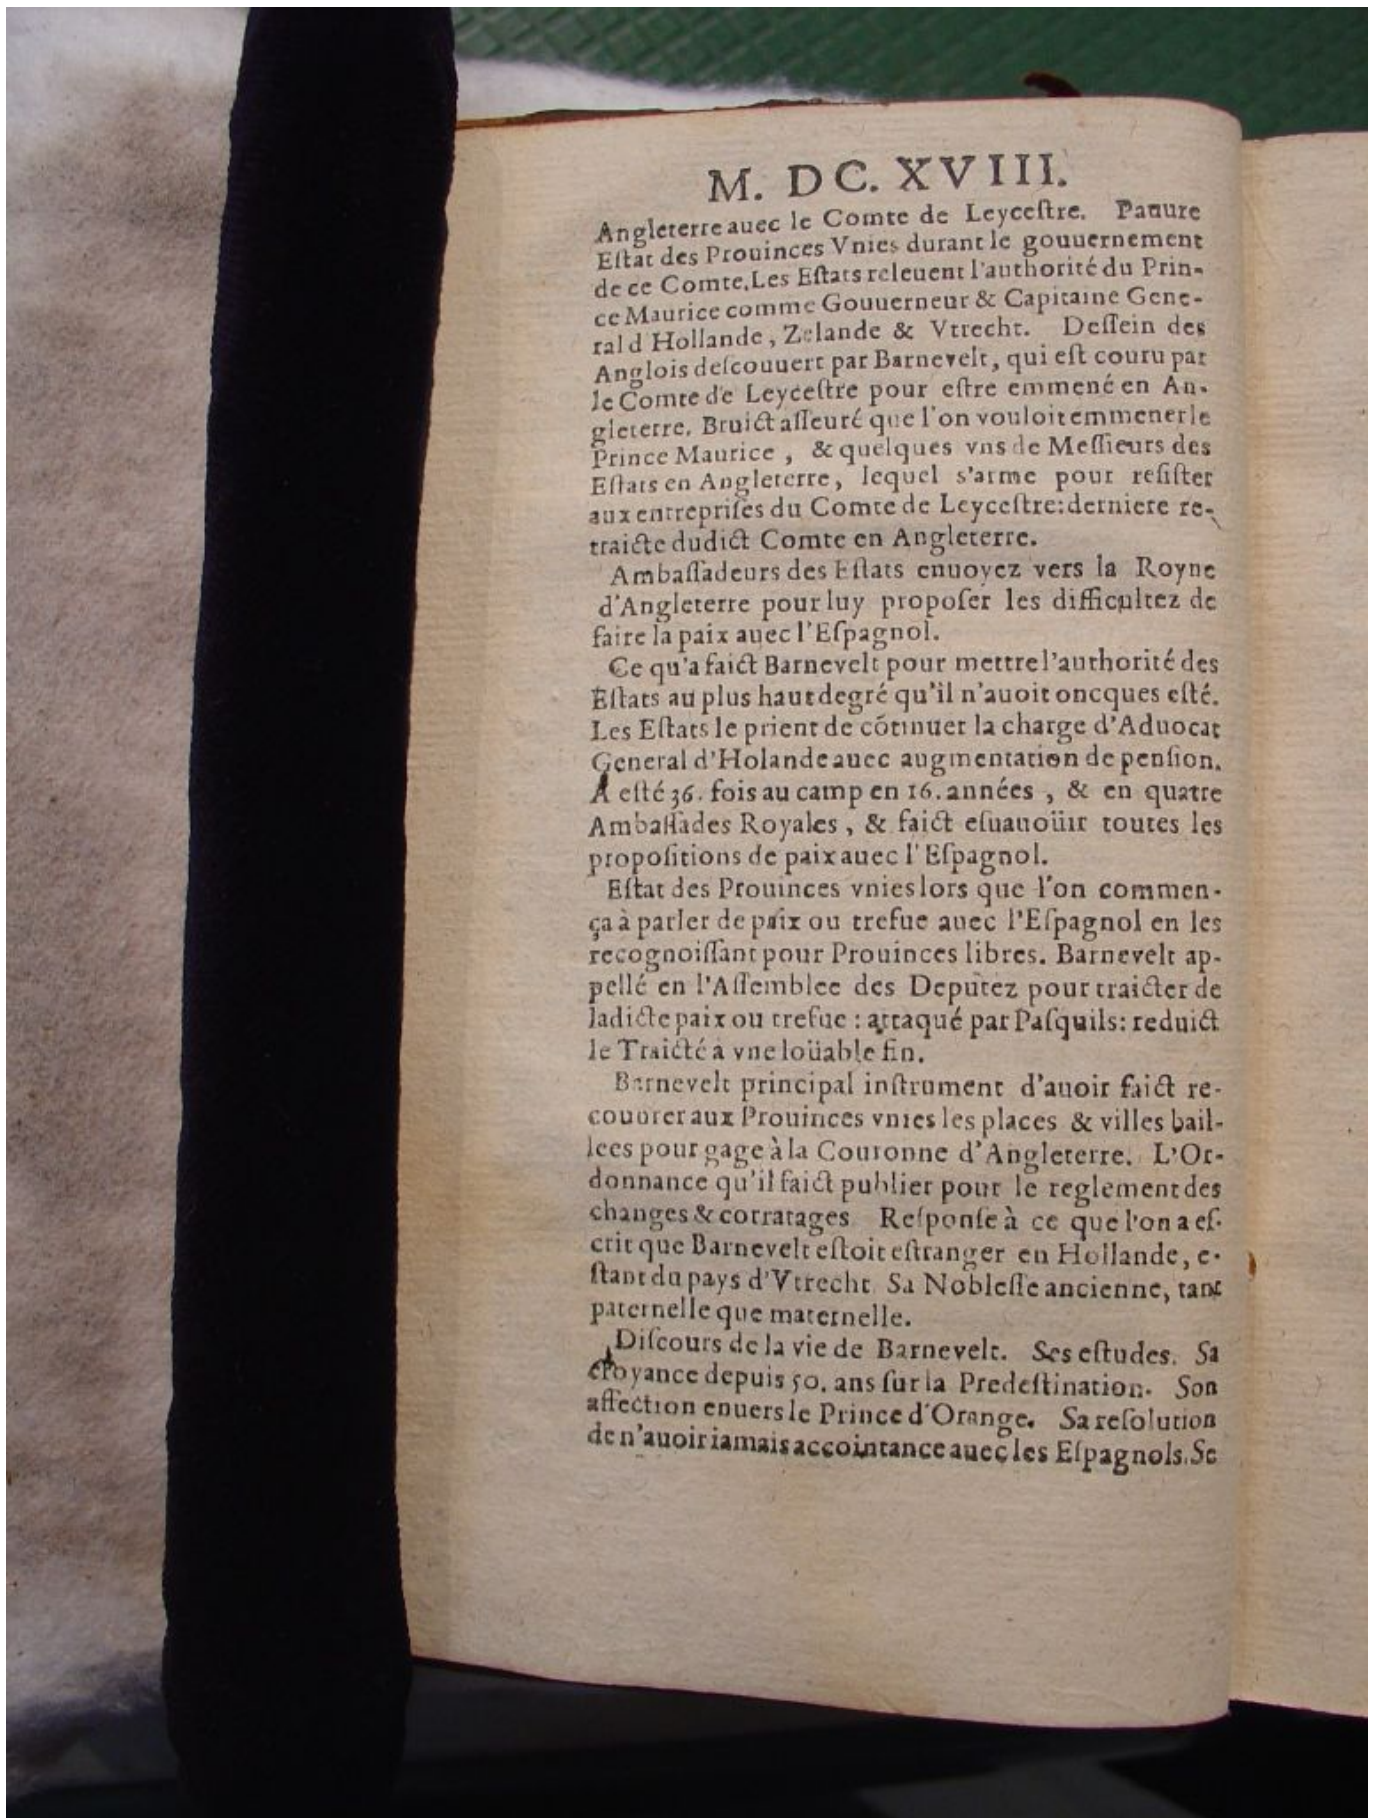 M. DC. XVIII.
Angleterre auec le Comte de Leyceſtre. Pauure
Eſtat des Prouinces Vnies durant le gouuernement
de ce Comte. Les Eſtats releuent l'authorité du Prin-
ce Maurice comme Gouuerneur & Capitaine Gene-
ral d Hollande, Zelande & Vtrecht. Deſſein des
Anglois deſcouuert par Barnevelt, qui eſt couru par
le Comte de Leyceſtre pour eſtre emmené en An-
gleterre. Bruict aſſeuré que l'on vouloit emmener le
Prince Maurice, & quelques vns de Meſſieurs des
Eſtats en Angleterre, lequel s'arme pour reſiſter
aux entrepriſes du Comte de Leyceſtre: derniere re-
traicte dudict Comte en Angleterre.
Ambaſſadeurs des Eſtats enuoyez vers la Royne
d'Angleterre pour luy propoſer les difficultez de
faire la paix auec l'Eſpagnol.
Ce qu'a faict Barnevelt pour mettre l'authorité des
Eſtats au plus haut degré qu'il n'auoit oncques eſté.
Les Eſtats le prient de cõtinuer la charge d'Aduocat
General d'Holande auec augmentation de penſion.
A eſté 36. fois au camp en 16. années, & en quatre
Ambaſſades Royales, & faict eſuanoüir toutes les
propoſitions de paix auec l'Eſpagnol.
Eſtat des Prouinces vnies lors que l'on commen-
ça à parler de paix ou trefue auec l'Eſpagnol en les
recognoiſſant pour Prouinces libres. Barnevelt ap-
pellé en l'Aſſemblee des Deputez pour traicter de
ladicte paix ou trefue: attaqué par Paſquils: reduict
le Traicté à vne loüable fin.
Barnevelt principal inſtrument d'auoir faict re-
couurer aux Prouinces vnies les places & villes bail-
lees pour gage à la Couronne d'Angleterre. L'Or-
donnance qu'il faict publier pour le reglement des
changes & corratages Reſponſe à ce que l'on a eſ-
crit que Barnevelt eſtoit eſtranger en Hollande, e-
ſtant du pays d'Vtrecht. Sa Nobleſſe ancienne, tant
paternelle que maternelle.
Diſcours de la vie de Barnevelt. Ses eſtudes. Sa
croyance depuis 50. ans ſur la Predeſtination. Son
affection enuers le Prince d'Orange. Sa reſolution
de n'auoir iamais accointance auec les Eſpagnols. Se